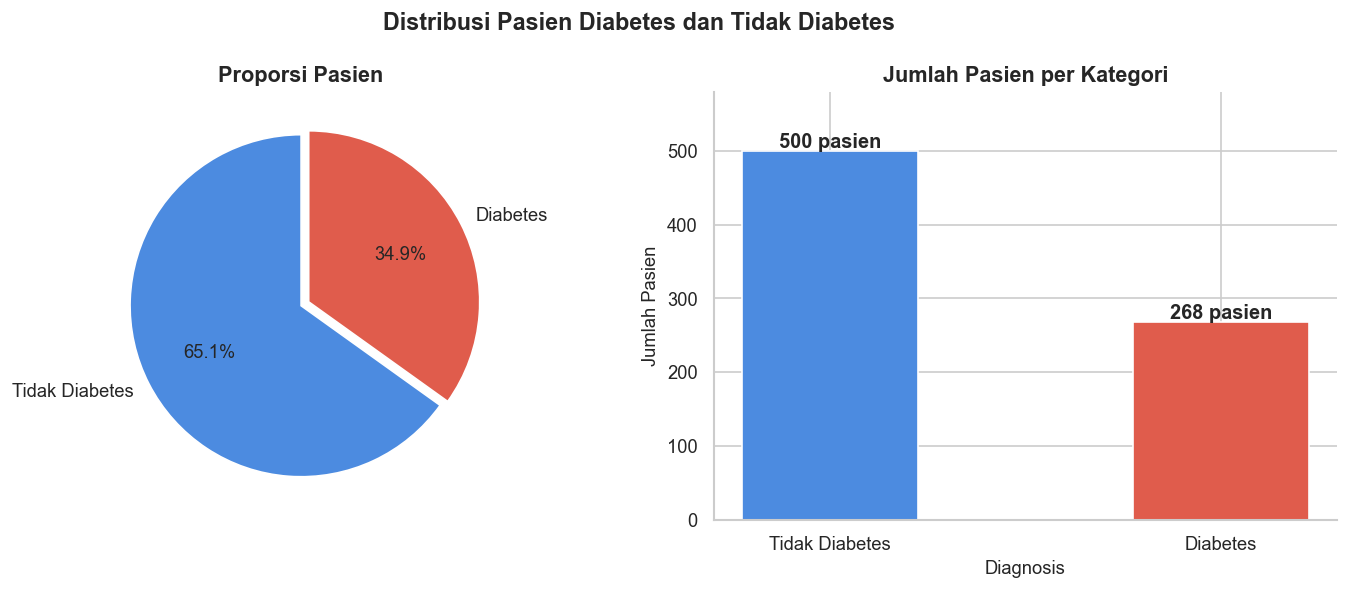 Distribusi Pasien Diabetes dan Tidak Diabetes
Proporsi Pasien
Diabetes
34.9%
65.1%
Tidak Diabetes
Jumlah Pasien per Kategori
Jumlah Pasien
500
400
300
200
100
0
500 pasien
268 pasien
Tidak Diabetes
Diabetes
Diagnosis